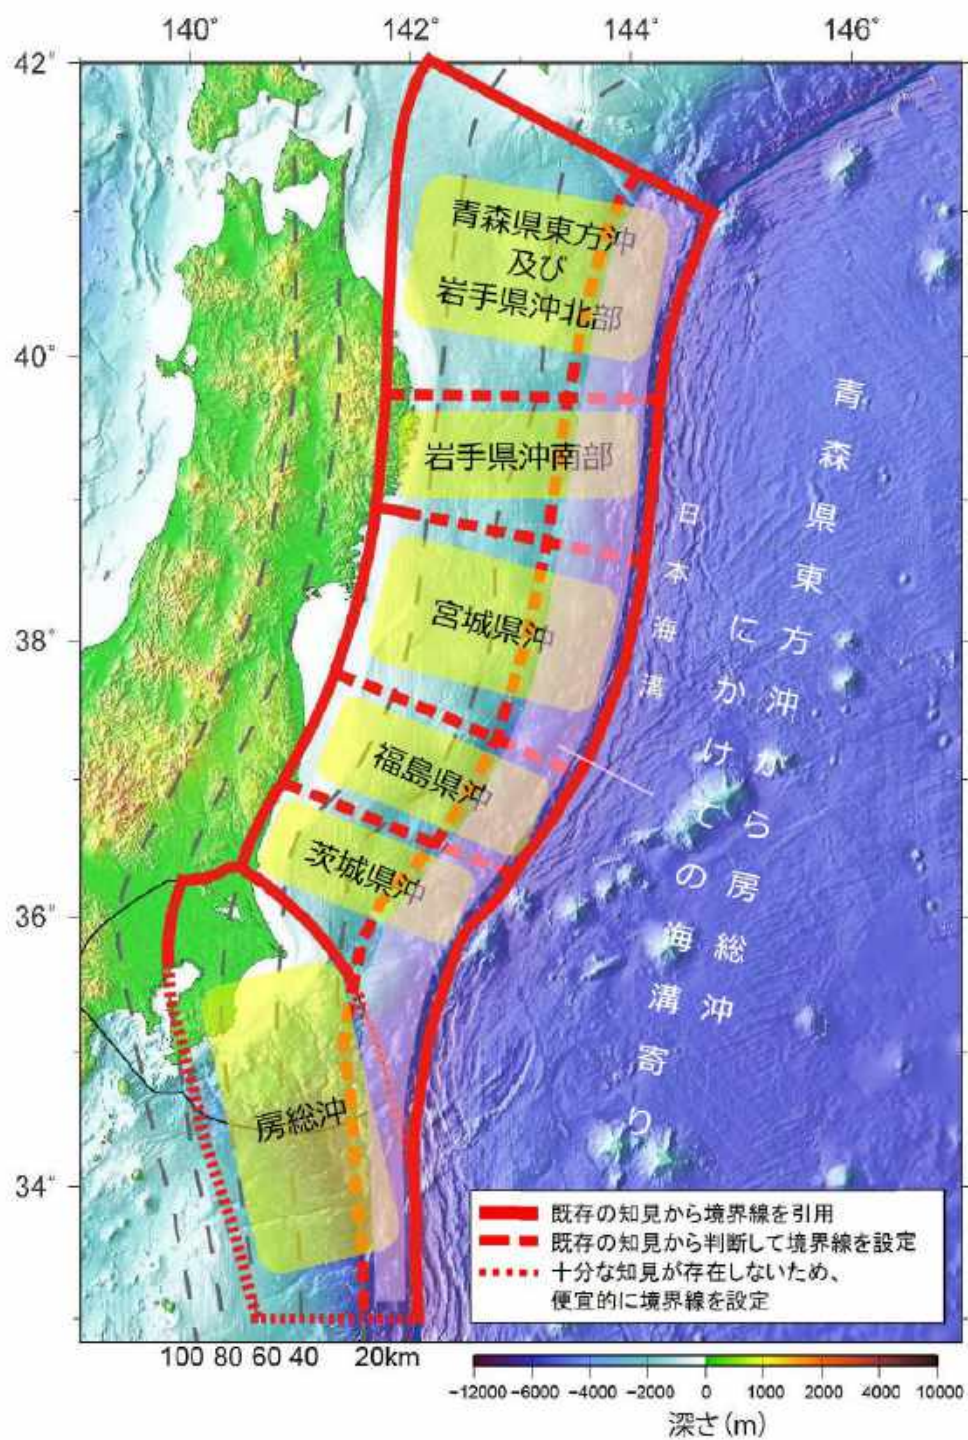 140° 142° 144° 146°
42°
40°
38°
36°
34°
青森県東方沖
及び
岩手県沖北部
岩手県沖南部
宮城県沖
福島県沖
茨城県沖
房総沖
日本海溝
青森県東方沖から房総沖
にかけての海溝寄り
既存の知見から境界線を引用
既存の知見から判断して境界線を設定
十分な知見が存在しないため、
便宜的に境界線を設定
100 80 60 40 20km
-12000 -6000 -4000 -2000 0 1000 2000 4000 10000
深さ(m)